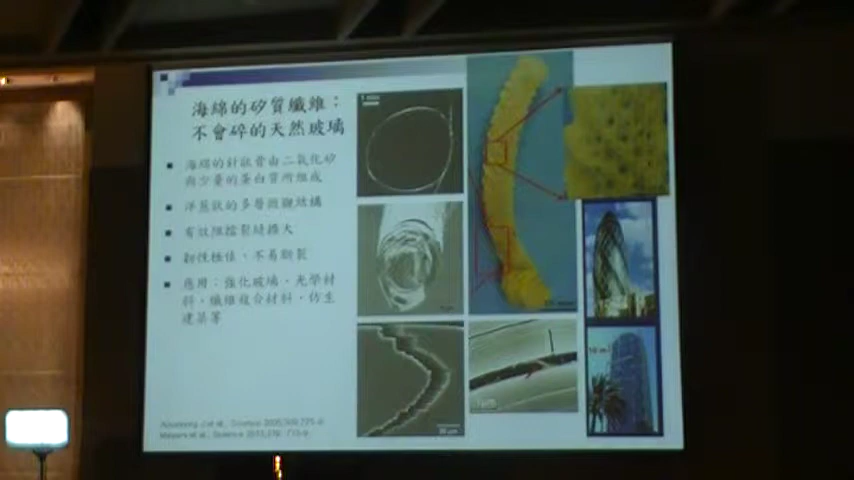 海綿的矽質纖維：
不會碎的天然玻璃
海綿的針狀骨由二氧化矽
與少量的蛋白質所組成
洋蔥狀的多層微觀結構
有效阻擋裂縫擴大
韌性極佳、不易斷裂
應用：強化玻璃、光學材
料、纖維複合材料、仿生
建築等